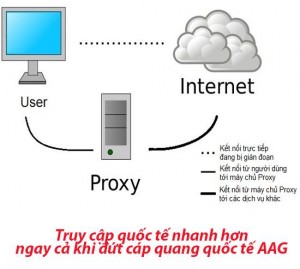 User
Internet
Proxy
Kết nối trực tiếp
đang bị gián đoạn
Kết nối từ người dùng
tới máy chủ Proxy
Kết nối từ máy chủ Proxy
tới các dịch vụ khác
Truy cập quốc tế nhanh hơn
ngay cả khi đứt cáp quang quốc tế AAG